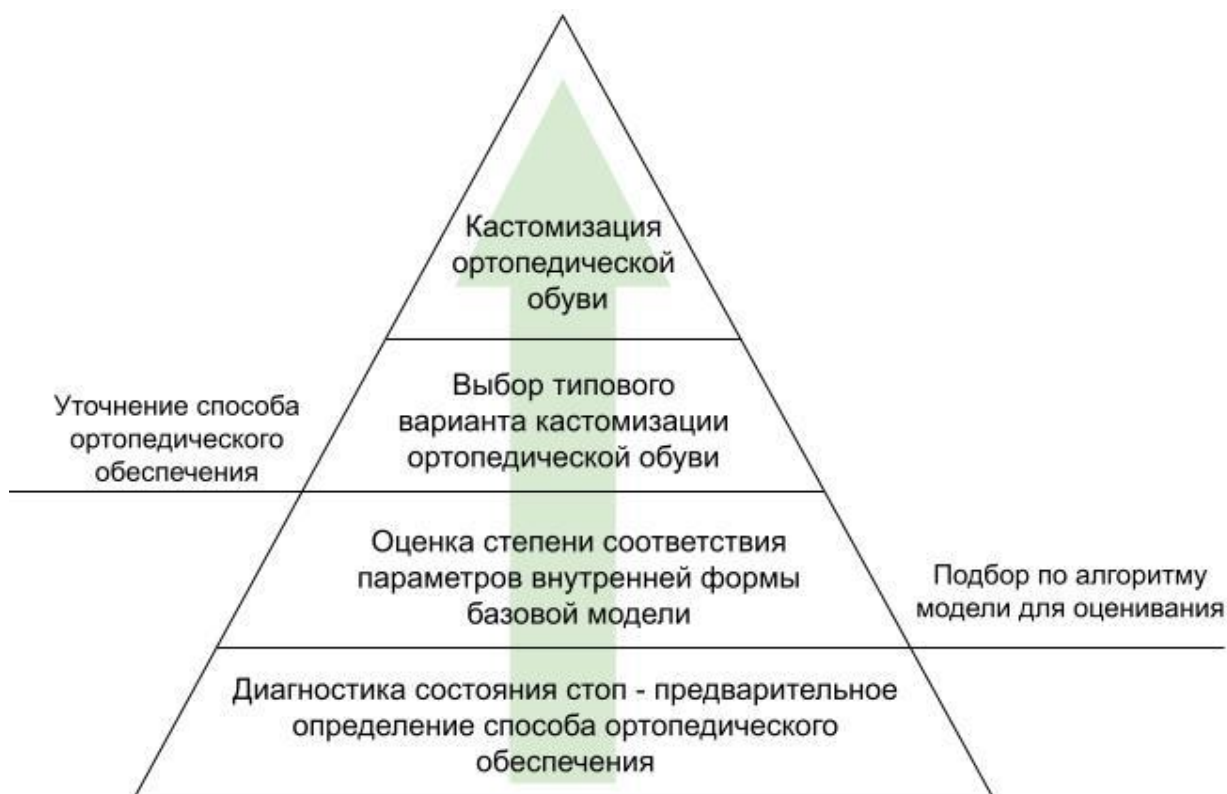 Кастомизация
ортопедической
обуви
Выбор типового
варианта кастомизации
ортопедической обуви
Уточнение способа
ортопедического
обеспечения
Оценка степени соответствия
параметров внутренней формы
базовой модели
Подбор по алгоритму
модели для оценивания
Диагностика состояния стоп - предварительное
определение способа ортопедического
обеспечения